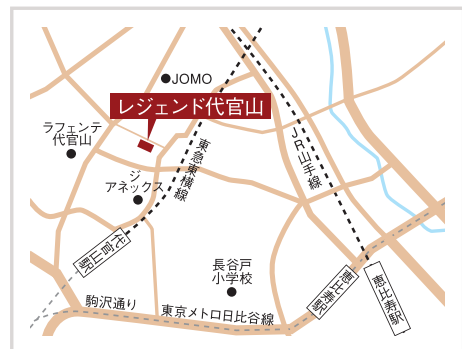 JOMO
レジェンド代官山
ラフェンテ
代官山
東急東横線
JR山手線
ジ
アネックス
代官山駅
長谷戸
小学校
恵比寿駅
恵比寿駅
駒沢通り
東京メトロ日比谷線